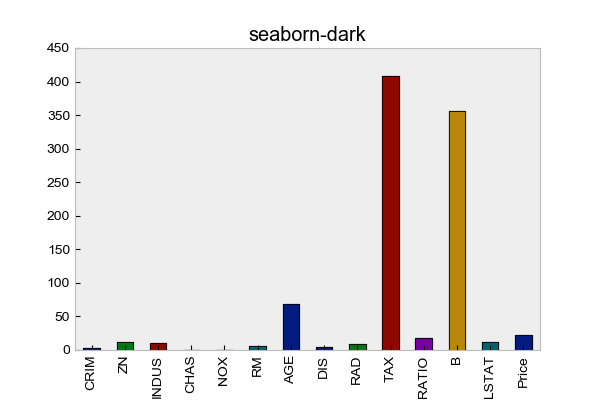 seaborn-dark
450
400
350
300
250
200
150
100
50
0
CRIM
ZN
INDUS
CHAS
NOX
RM
AGE
DIS
RAD
TAX
RATIO
B
LSTAT
Price